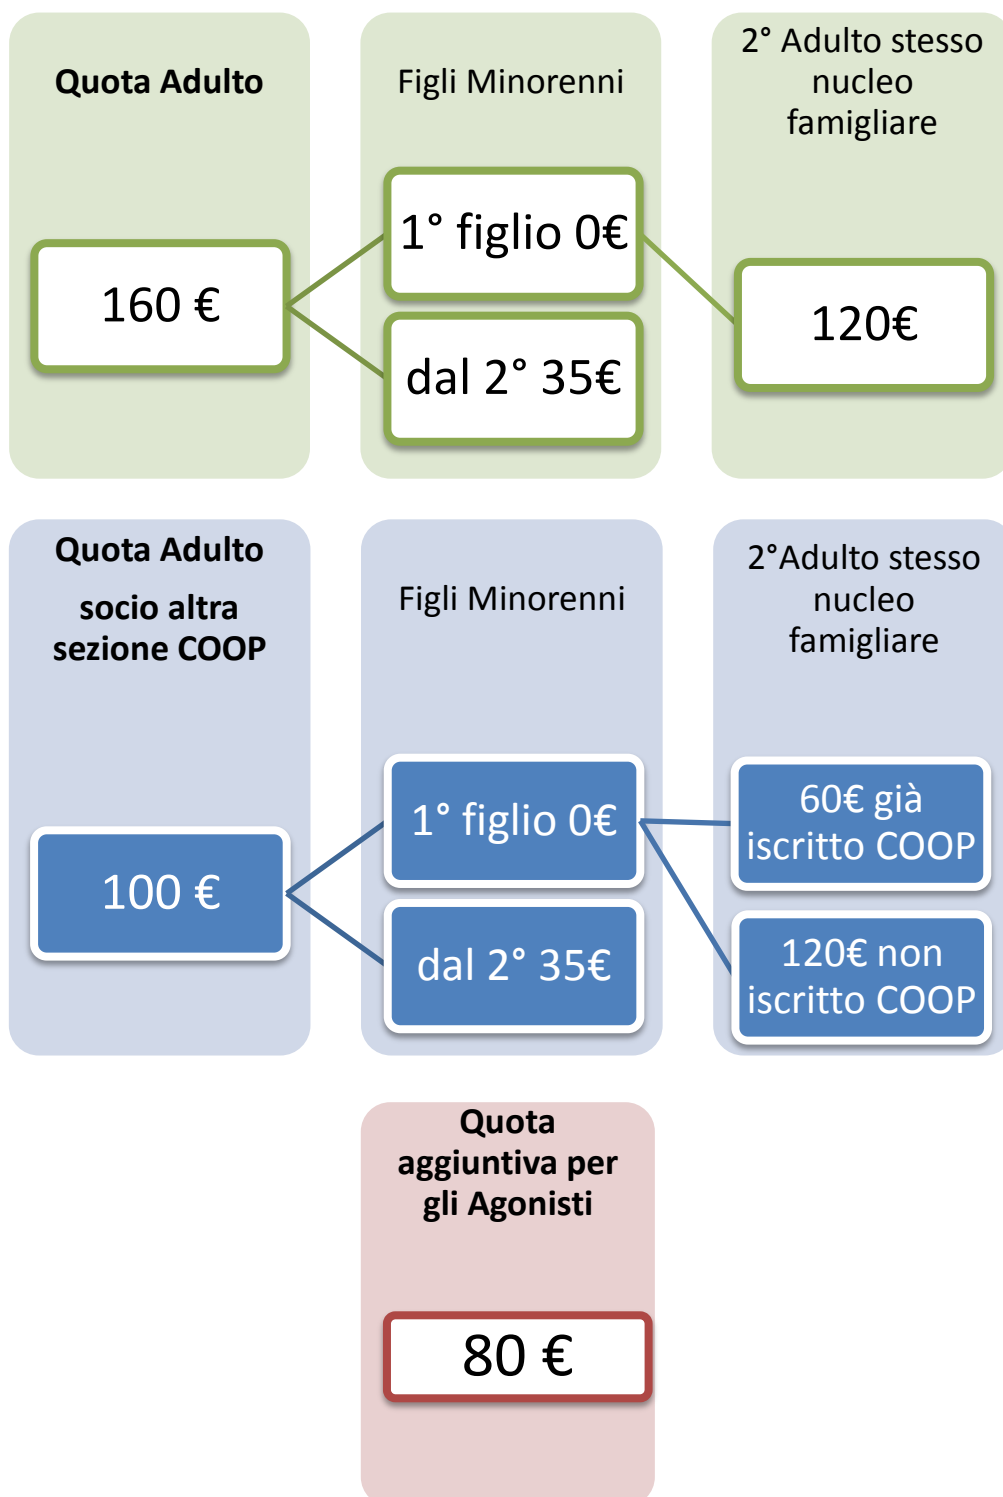 Quota Adulto
160 €
Figli Minorenni
1° figlio 0€
dal 2° 35€
2° Adulto stesso
nucleo
famigliare
120€
Quota Adulto
socio altra
sezione COOP
100 €
Figli Minorenni
1° figlio 0€
dal 2° 35€
2°Adulto stesso
nucleo
famigliare
60€ già
iscritto COOP
120€ non
iscritto COOP
Quota
aggiuntiva per
gli Agonisti
80 €